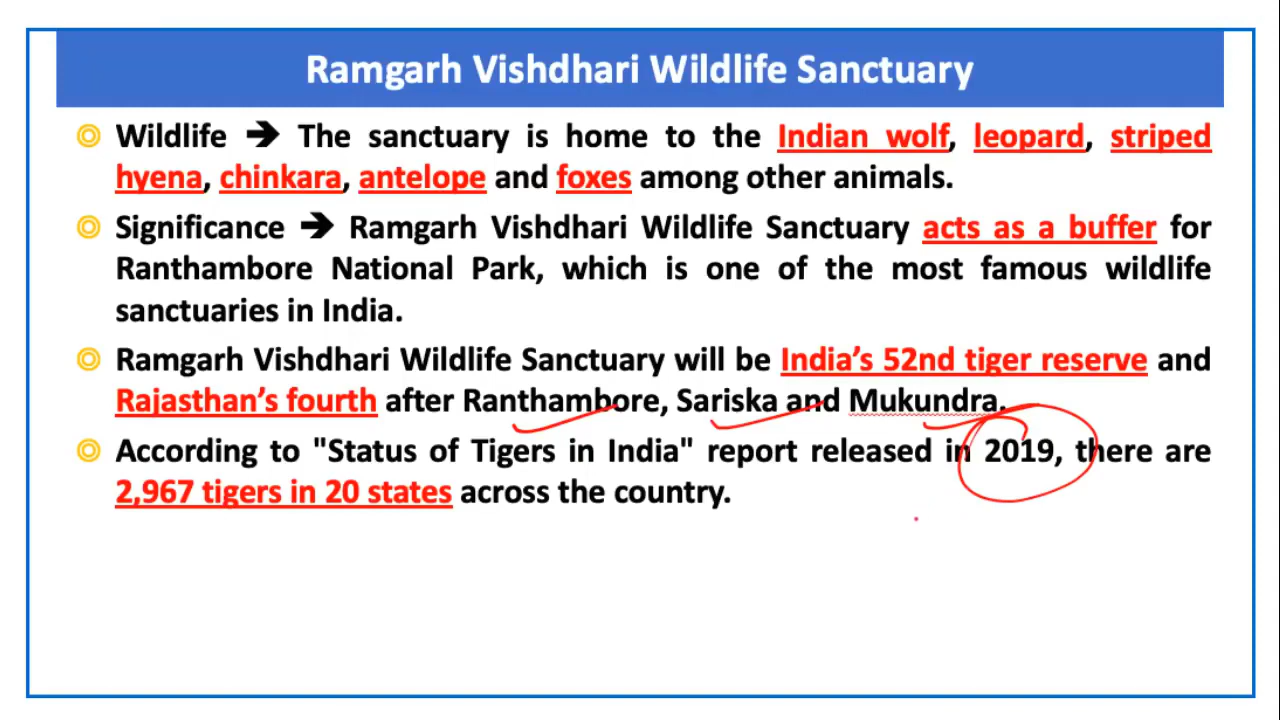 Ramgarh Vishdhari Wildlife Sanctuary
Wildlife ➔ The sanctuary is home to the Indian wolf, leopard, striped
hyena, chinkara, antelope and foxes among other animals.
Significance ➔ Ramgarh Vishdhari Wildlife Sanctuary acts as a buffer for
Ranthambore National Park, which is one of the most famous wildlife
sanctuaries in India.
Ramgarh Vishdhari Wildlife Sanctuary will be India’s 52nd tiger reserve and
Rajasthan’s fourth after Ranthambore, Sariska and Mukundra.
According to "Status of Tigers in India" report released in 2019, there are
2,967 tigers in 20 states across the country.